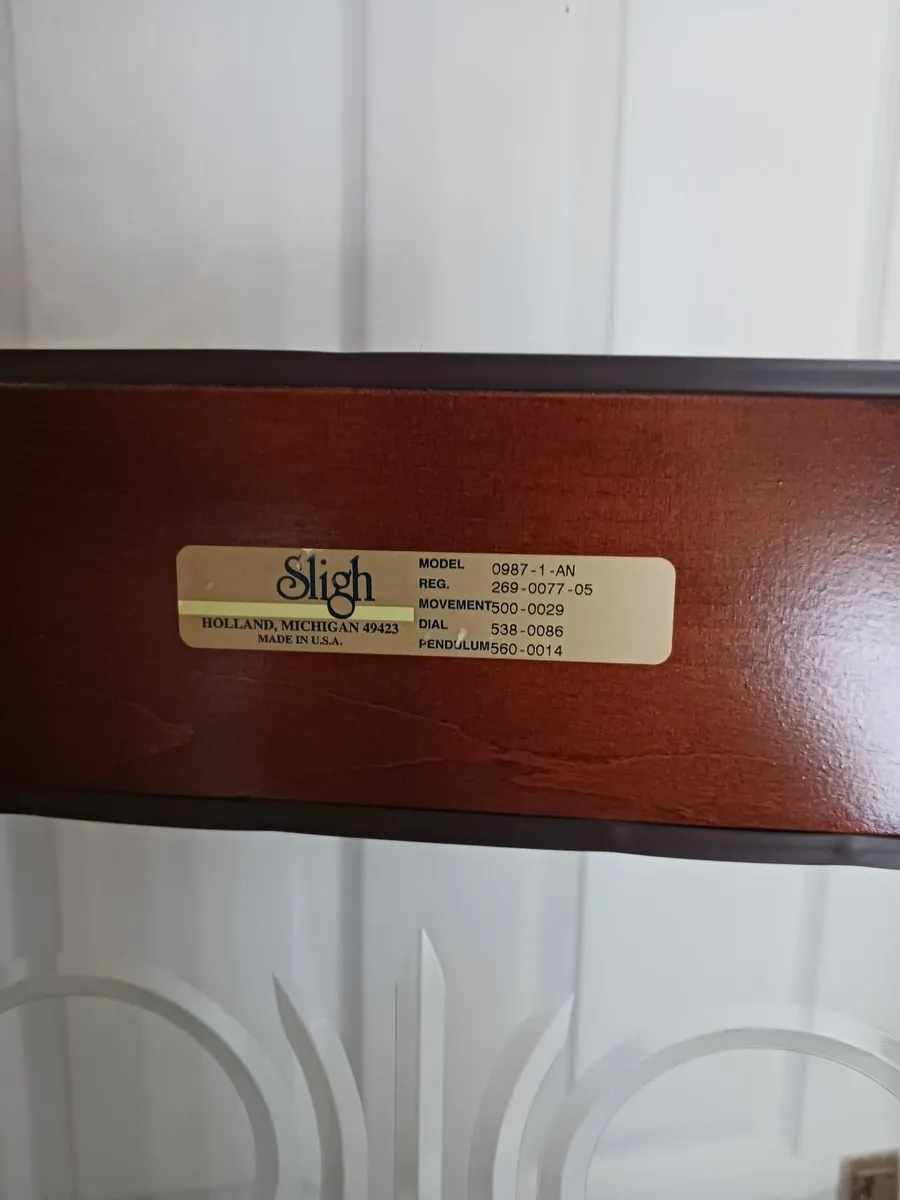 Sligh
HOLLAND, MICHIGAN 49423
MADE IN U.S.A.
MODEL 0987-1-AN
REG. 269-0077-05
MOVEMENT 500-0029
DIAL 538-0086
PENDULUM 560-0014